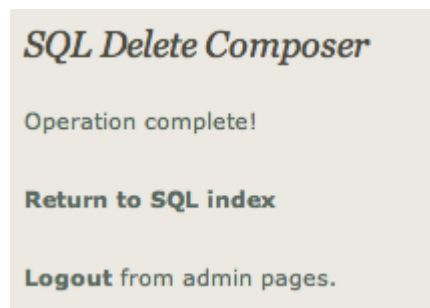 SQL Delete Composer
Operation complete!
Return to SQL index
Logout from admin pages.